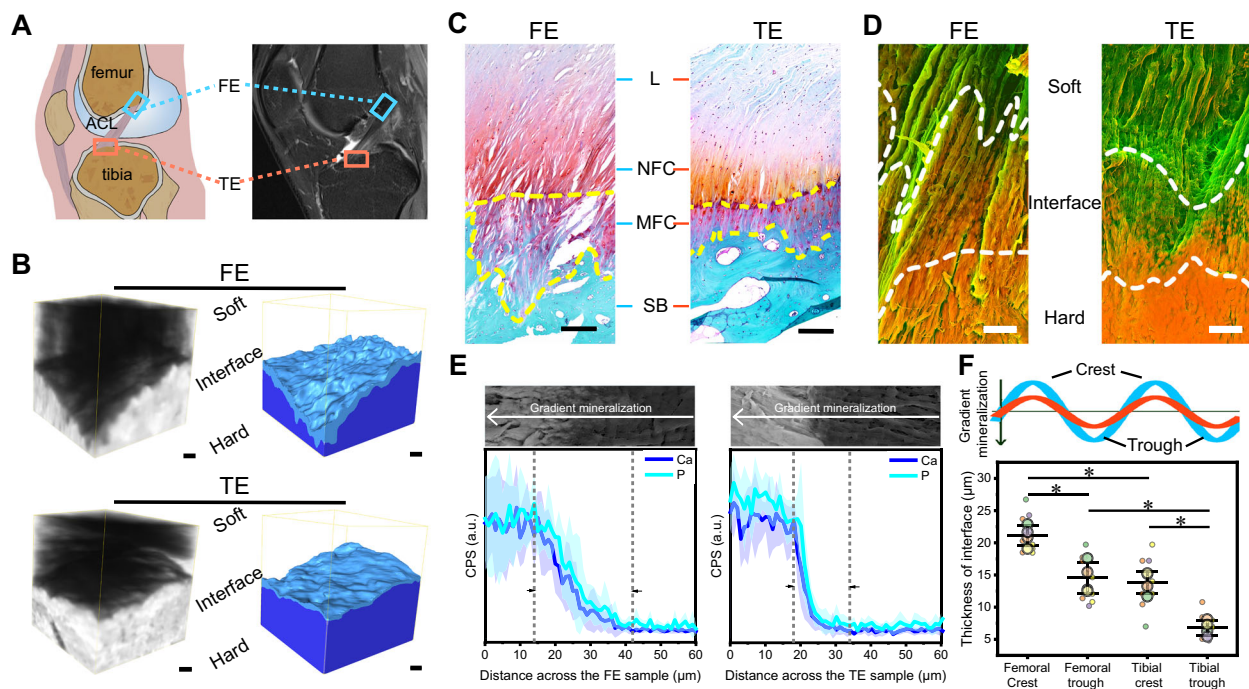 A
femur
ACL
tibia
FE
TE
B
FE
Soft
Interface
Hard
TE
Soft
Interface
Hard
C
FE
TE
L
NFC
MFC
SB
D
FE
TE
Soft
Interface
Hard
E
Gradient mineralization
Gradient mineralization
Ca
P
Ca
P
CPS (a.u.)
CPS (a.u.)
0 10 20 30 40 50 60
0 10 20 30 40 50 60
Distance across the FE sample (μm)
Distance across the TE sample (μm)
F
Gradient
mineralization
Crest
Trough
Thickness of interface (μm)
30
25
20
15
10
5
* * * *
Femoral Crest
Femoral trough
Tibial crest
Tibial trough